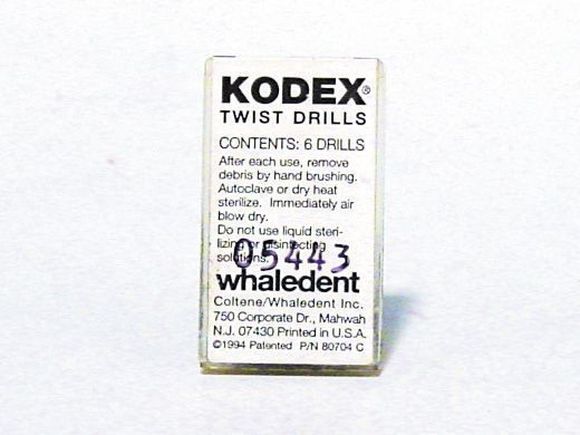 KODEX®
TWIST DRILLS
CONTENTS: 6 DRILLS
After each use, remove
debris by hand brushing.
Autoclave or dry heat
sterilize. Immediately air
blow dry.
Do not use liquid steri-
lizing or disinfecting
solutions.
05443
whaledent
Coltene/Whaledent Inc.
750 Corporate Dr., Mahwah
N.J. 07430 Printed in U.S.A.
©1994 Patented P/N 80704 C